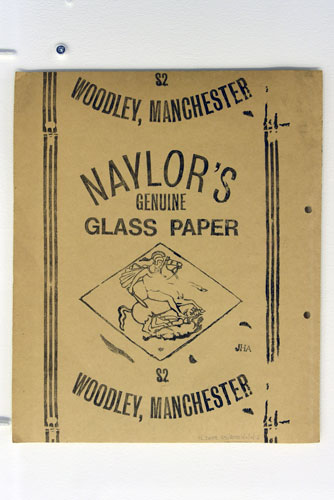 S2
WOODLEY, MANCHESTER
NAYLOR'S
GENUINE
GLASS PAPER
JHA
S2
WOODLEY, MANCHESTER